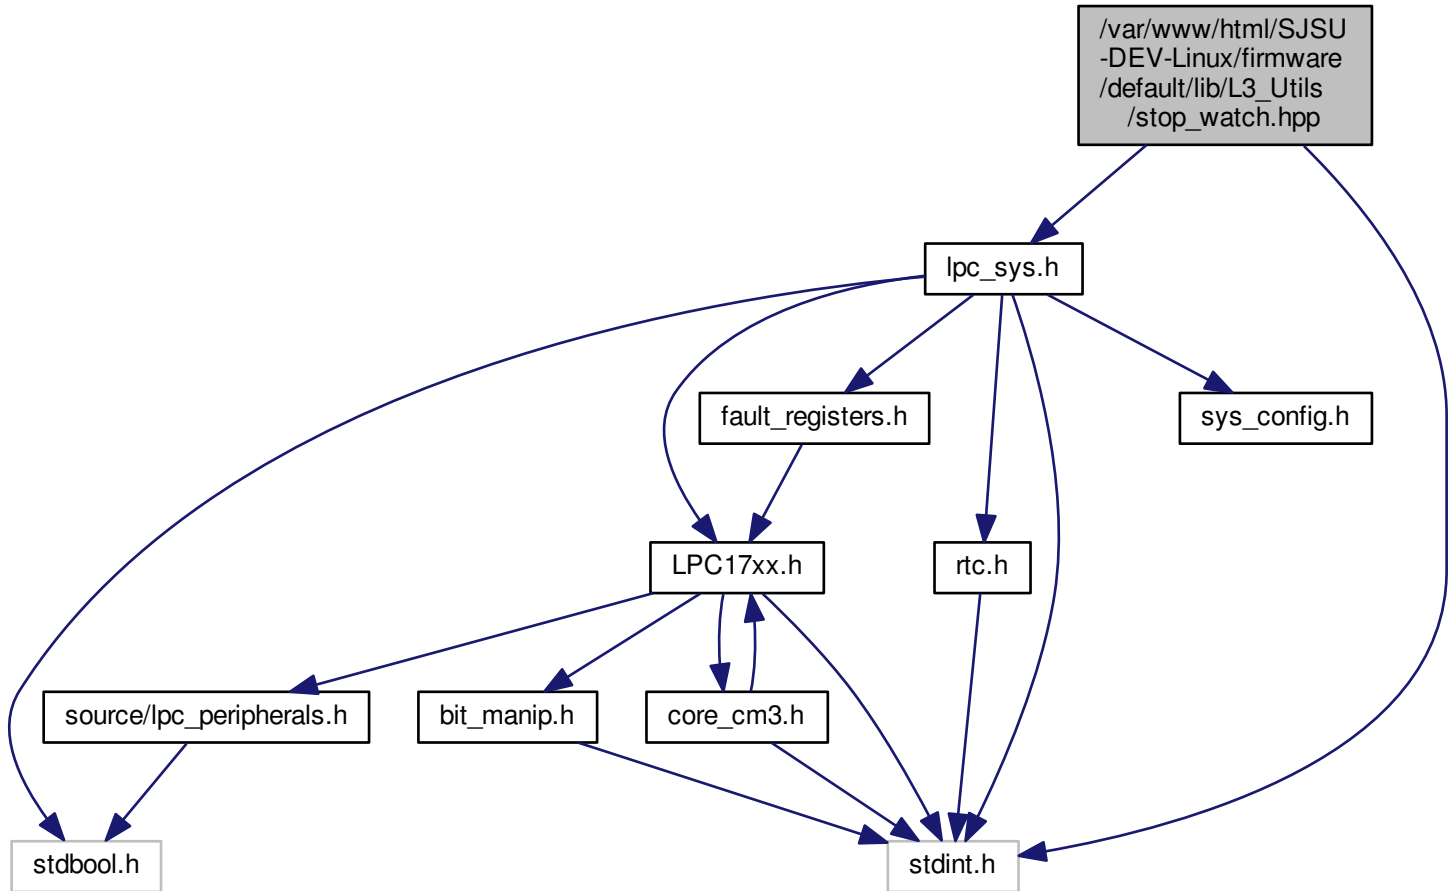 /var/www/html/SJSU
-DEV-Linux/firmware
/default/lib/L3_Utils
/stop_watch.hpp
lpc_sys.h
fault_registers.h
sys_config.h
LPC17xx.h
rtc.h
source/lpc_peripherals.h
bit_manip.h
core_cm3.h
stdbool.h
stdint.h